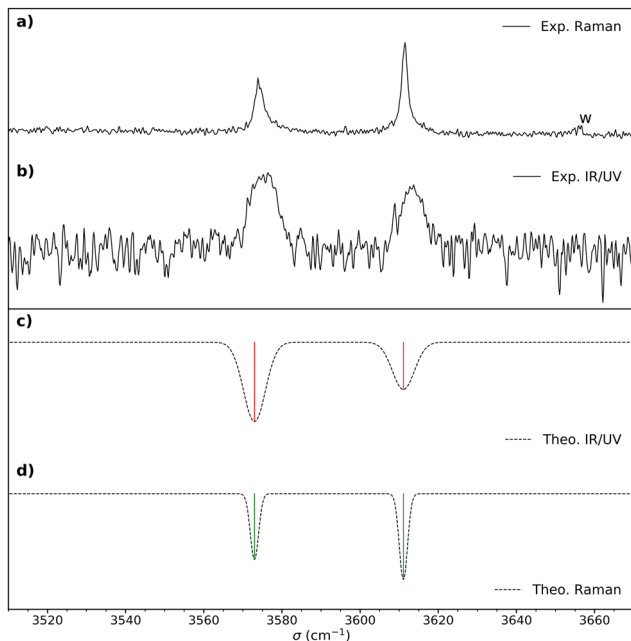 a)
Exp. Raman
w
b)
Exp. IR/UV
c)
Theo. IR/UV
d)
Theo. Raman
3520 3540 3560 3580 3600 3620 3640 3660
σ (cm⁻¹)